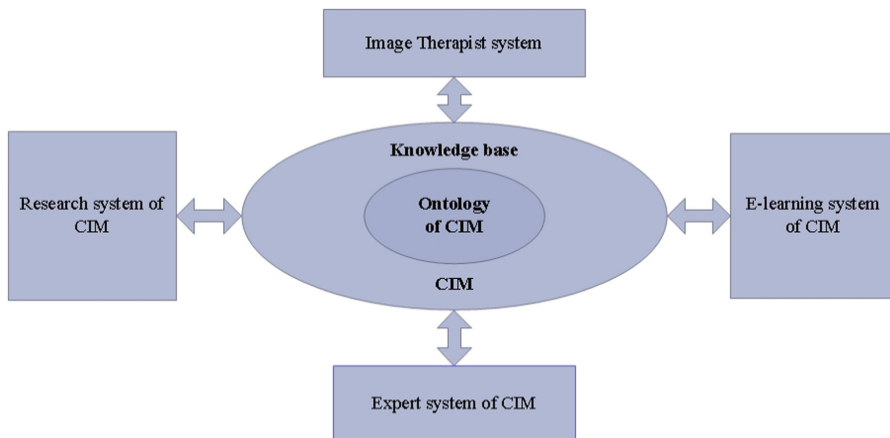 Image Therapist system
Knowledge base
Research system of
CIM
Ontology
of CIM
E-learning system
of CIM
CIM
Expert system of CIM